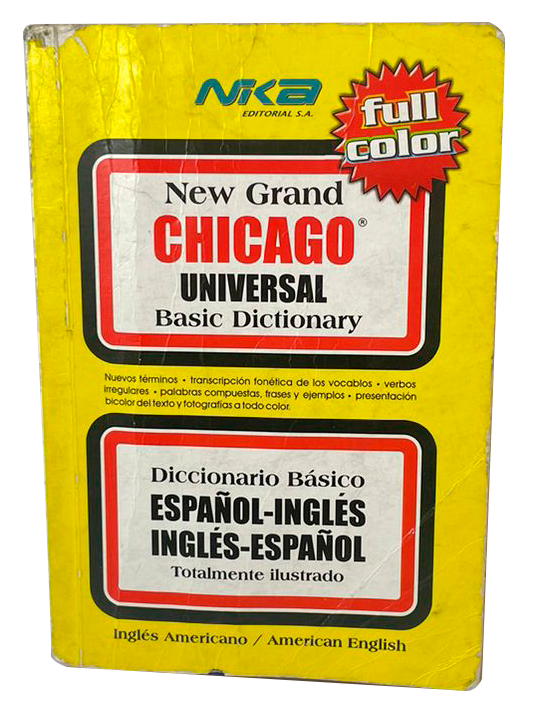 NiKa
EDITORIAL S.A.
full
color
New Grand
CHICAGO®
UNIVERSAL
Basic Dictionary
Nuevos términos • transcripción fonética de los vocablos • verbos
irregulares • palabras compuestas, frases y ejemplos • presentación
bicolor del texto y fotografías a todo color.
Diccionario Básico
ESPAÑOL-INGLÉS
INGLÉS-ESPAÑOL
Totalmente ilustrado
Inglés Americano / American English